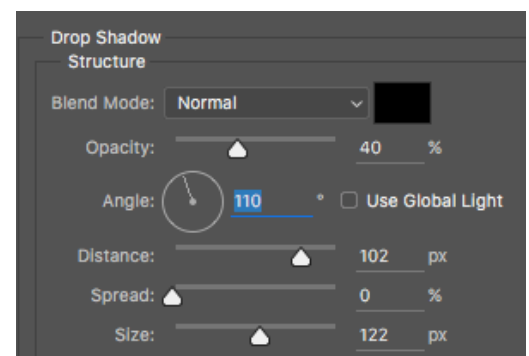 Drop Shadow
Structure
Blend Mode: Normal
Opacity: 40 %
Angle: 110 ° Use Global Light
Distance: 102 px
Spread: 0 %
Size: 122 px